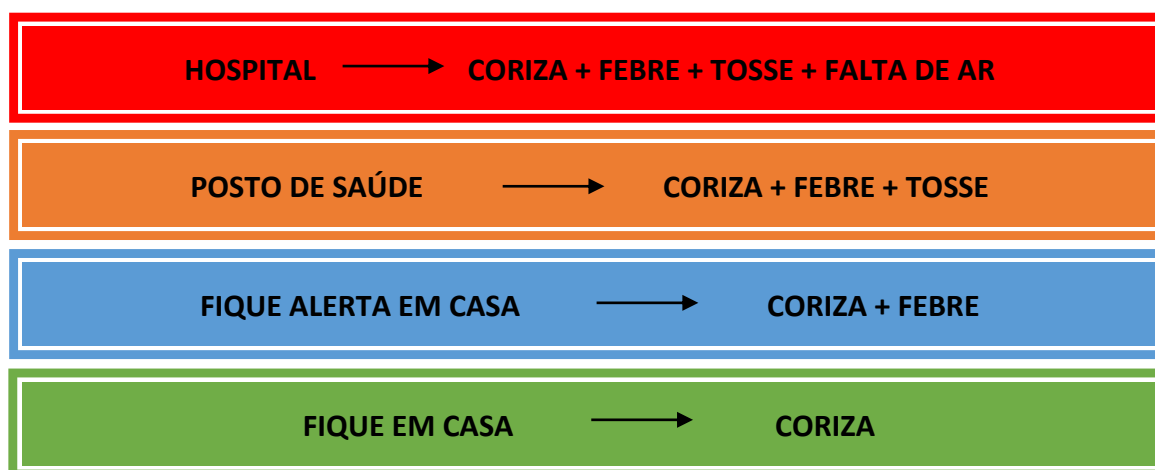 HOSPITAL → CORIZA + FEBRE + TOSSE + FALTA DE AR
POSTO DE SAÚDE → CORIZA + FEBRE + TOSSE
FIQUE ALERTA EM CASA → CORIZA + FEBRE
FIQUE EM CASA → CORIZA